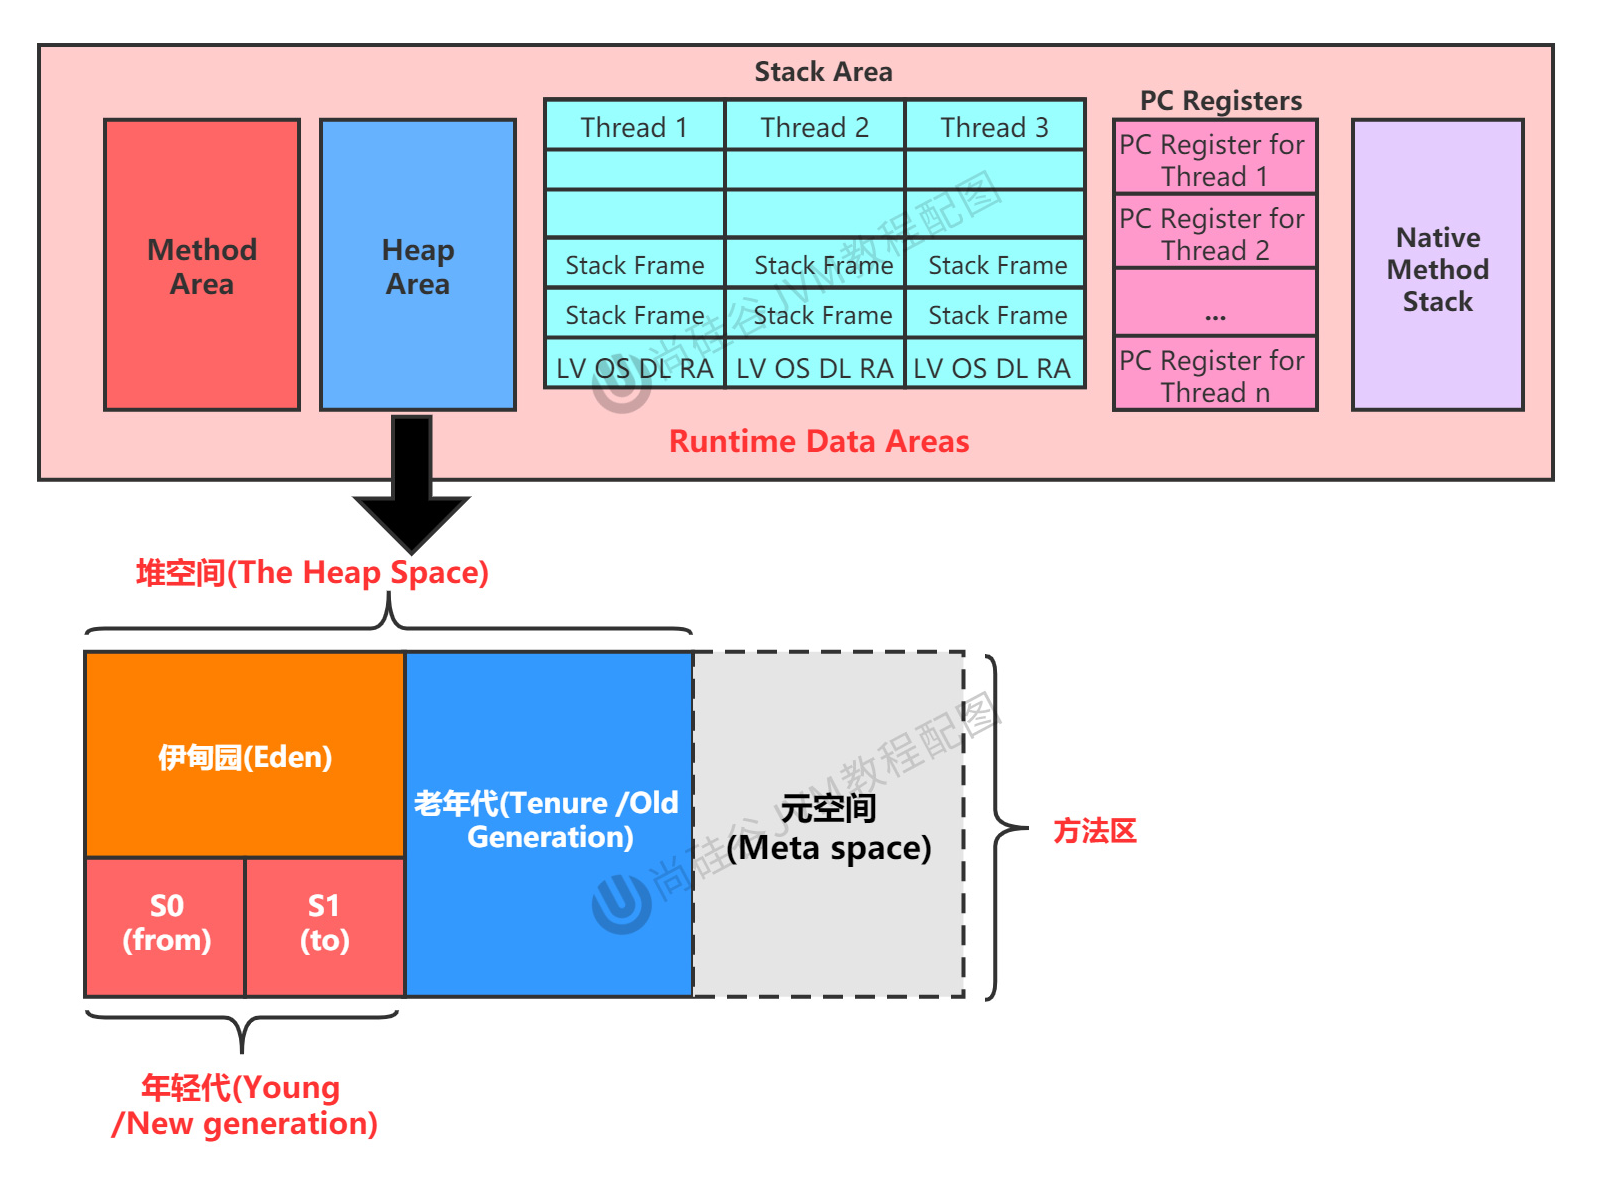 Stack Area
PC Registers
Method
Area
Heap
Area
Thread 1
Thread 2
Thread 3
Stack Frame
Stack Frame
Stack Frame
Stack Frame
Stack Frame
Stack Frame
LV OS DL RA
LV OS DL RA
LV OS DL RA
PC Register for
Thread 1
PC Register for
Thread 2
...
PC Register for
Thread n
Native
Method
Stack
尚硅谷JVM教程配图
Runtime Data Areas
堆空间(The Heap Space)
伊甸园(Eden)
S0
(from)
S1
(to)
老年代(Tenure /Old
Generation)
元空间
(Meta space)
尚硅谷JVM教程配图
方法区
年轻代(Young
/New generation)